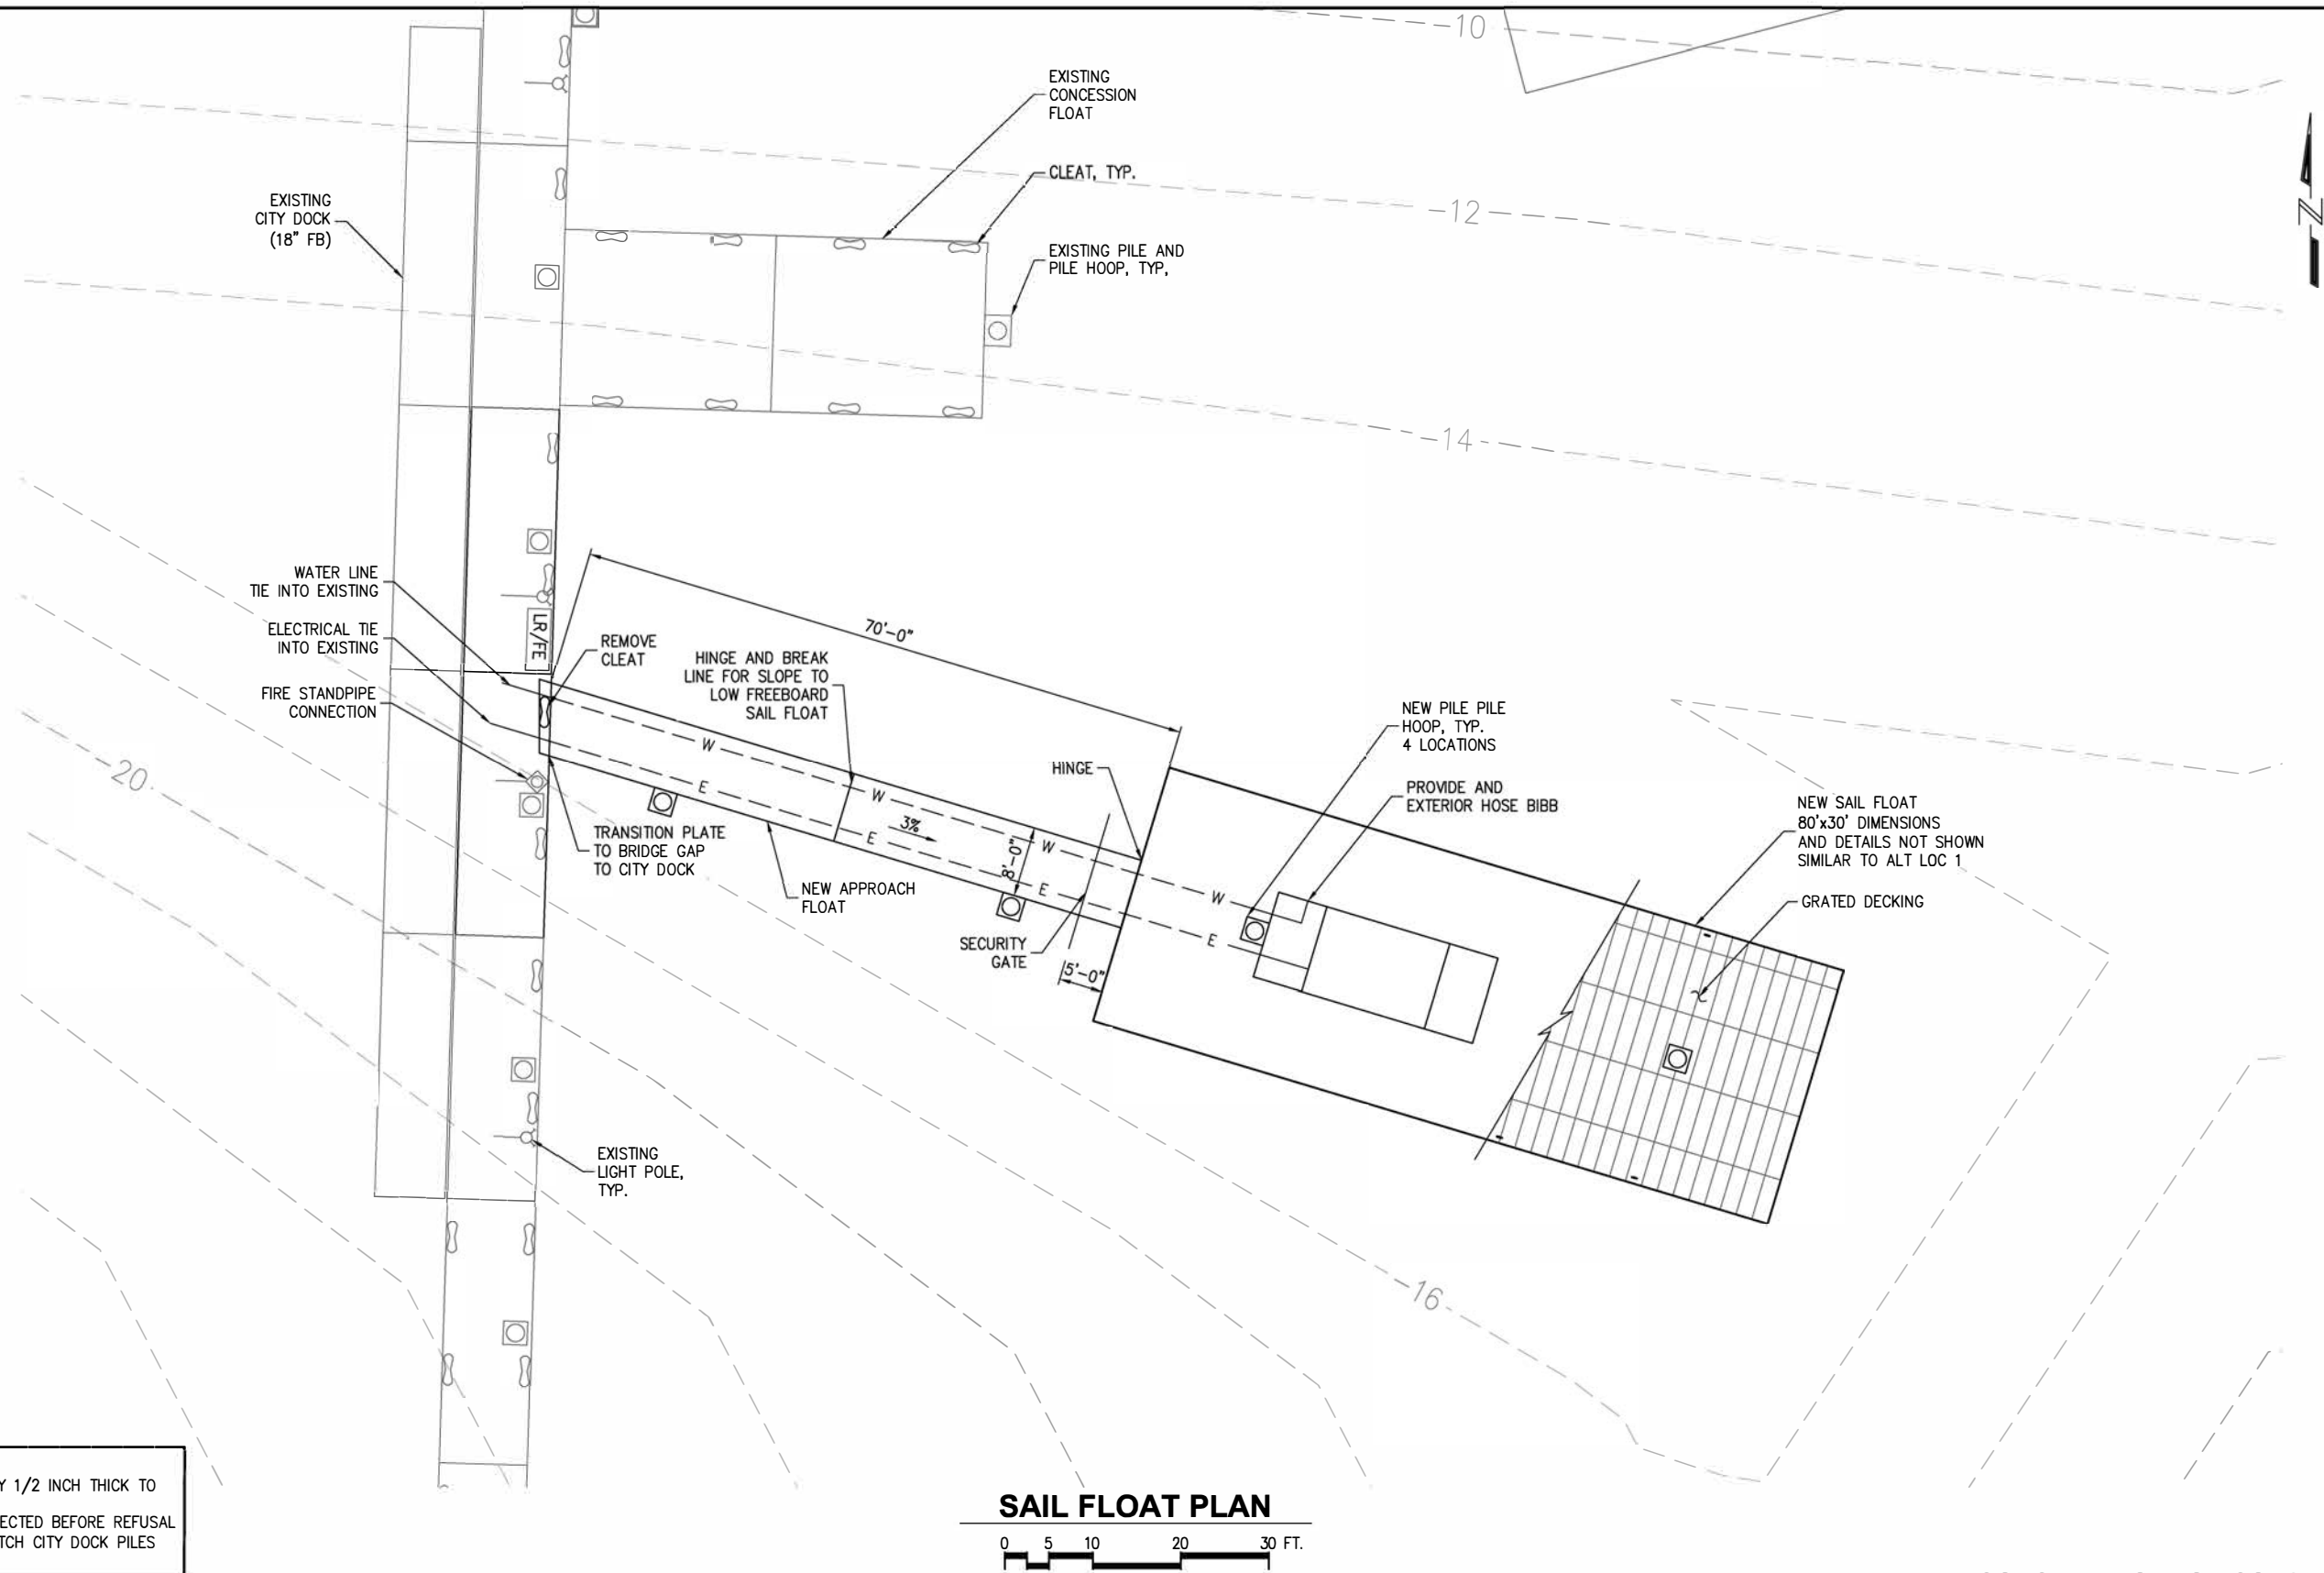 -10
EXISTING
CONCESSION
FLOAT
CLEAT, TYP.
-12
N
EXISTING
CITY DOCK
(18" FB)
EXISTING PILE AND
PILE HOOP, TYP,
-14
WATER LINE
TIE INTO EXISTING
ELECTRICAL TIE
INTO EXISTING
FIRE STANDPIPE
CONNECTION
LR/FE
REMOVE
CLEAT
70'-0"
HINGE AND BREAK
LINE FOR SLOPE TO
LOW FREEBOARD
SAIL FLOAT
NEW PILE PILE
HOOP, TYP.
4 LOCATIONS
HINGE
PROVIDE AND
EXTERIOR HOSE BIBB
NEW SAIL FLOAT
80'x30' DIMENSIONS
AND DETAILS NOT SHOWN
SIMILAR TO ALT LOC 1
GRATED DECKING
-20
W
W
W
W
E
E
E
E
3%
8'-0"
TRANSITION PLATE
TO BRIDGE GAP
TO CITY DOCK
NEW APPROACH
FLOAT
SECURITY
GATE
5'-0"
EXISTING
LIGHT POLE,
TYP.
-16
Y 1/2 INCH THICK TO
ECTED BEFORE REFUSAL
TCH CITY DOCK PILES
SAIL FLOAT PLAN
0 5 10 20 30 FT.